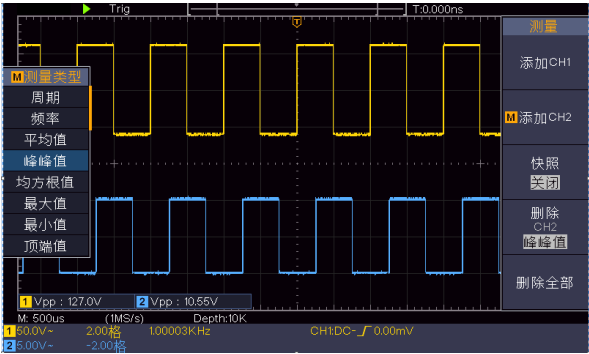 Trig
T:0.000ns
T
测量
添加CH1
M添加CH2
快照
关闭
删除
CH2
峰峰值
删除全部
M测量类型
周期
频率
平均值
峰峰值
均方根值
最大值
最小值
顶端值
1 Vpp : 127.0V
2 Vpp : 10.55V
M: 500us (1MS/s) Depth:10K
1 50.0V~ 2.00格 1.00003KHz CH1:DC- 0.00mV
2 5.00V~ -2.00格